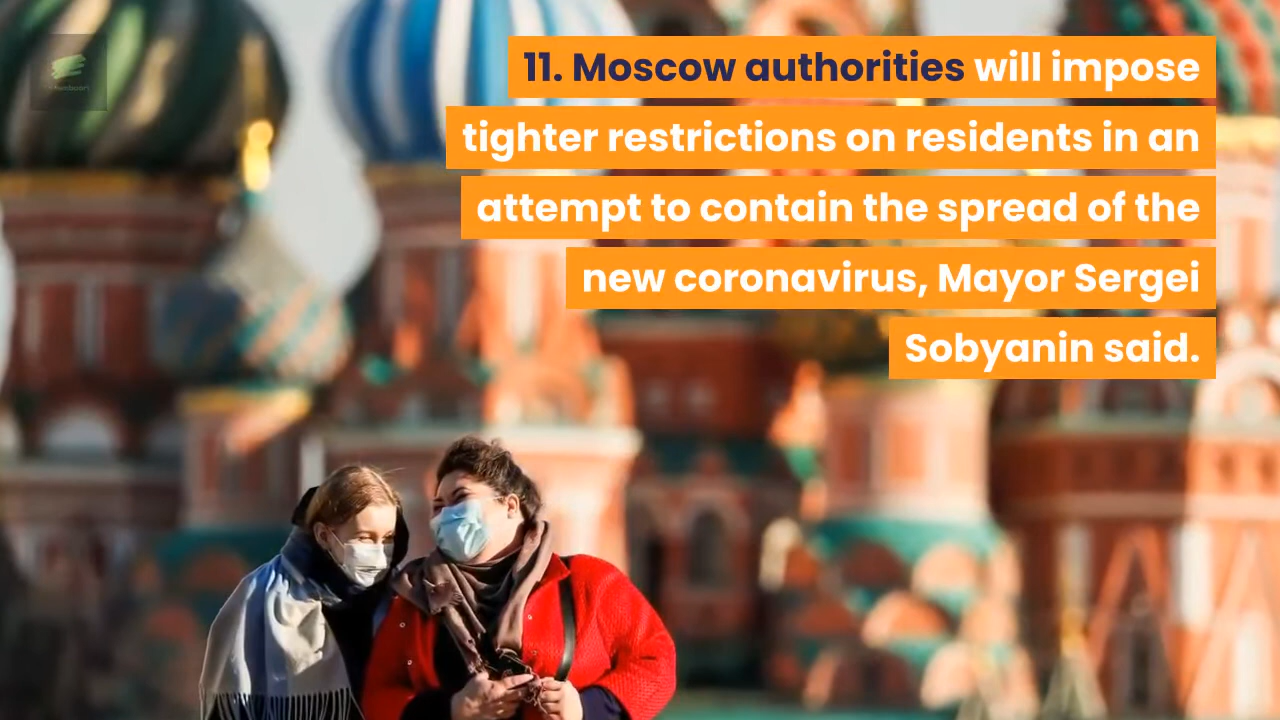 11. Moscow authorities will impose
tighter restrictions on residents in an
attempt to contain the spread of the
new coronavirus, Mayor Sergei
Sobyanin said.